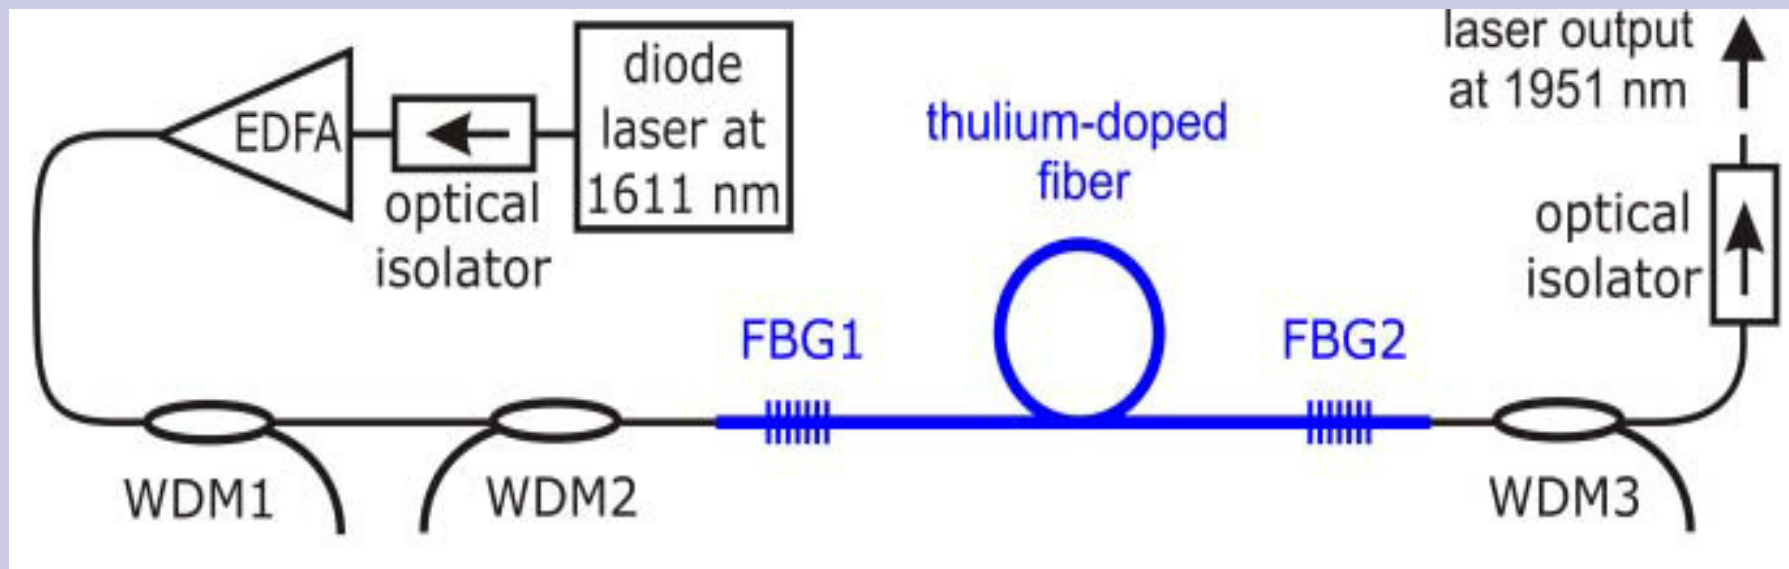 diode
laser at
1611 nm
EDFA
optical
isolator
thulium-doped
fiber
laser output
at 1951 nm
optical
isolator
FBG1
FBG2
WDM1
WDM2
WDM3